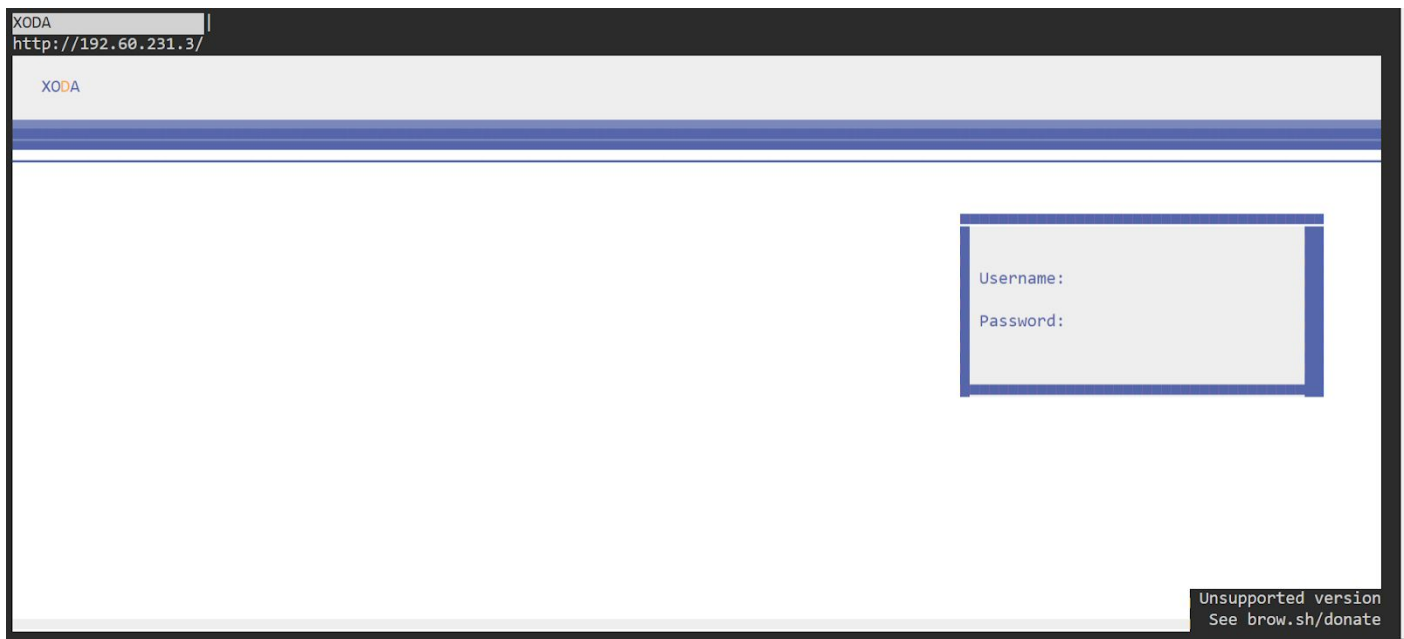 XODA
http://192.60.231.3/
XODA
Username:
Password:
Unsupported version
See brow.sh/donate